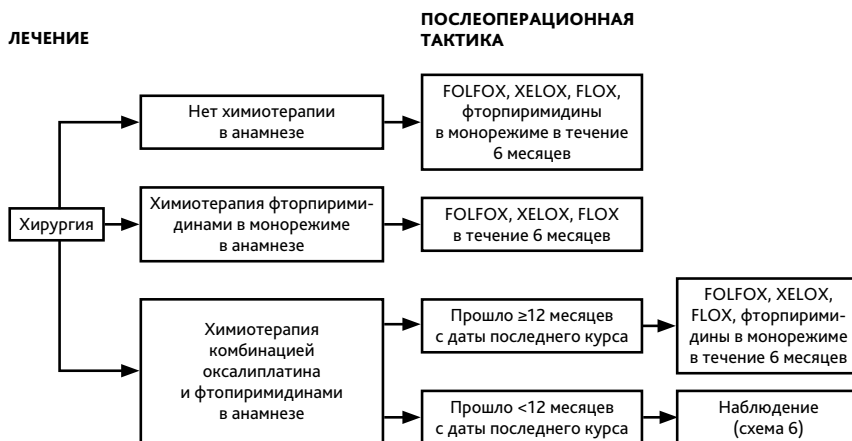 ЛЕЧЕНИЕ
ПОСЛЕОПЕРАЦИОННАЯ
ТАКТИКА
Хирургия
Нет химиотерапии
в анамнезе
FOLFOX, XELOX, FLOX,
фторпиримидины
в монорежиме в течение
6 месяцев
Химиотерапия фторпирими-
динами в монорежиме
в анамнезе
FOLFOX, XELOX, FLOX
в течение 6 месяцев
Химиотерапия
комбинацией
оксалиплатина
и фтопиримидинами
в анамнезе
Прошло ≥12 месяцев
с даты последнего курса
FOLFOX, XELOX,
FLOX, фторпирими-
дины в монорежиме
в течение 6 месяцев
Прошло <12 месяцев
с даты последнего курса
Наблюдение
(схема 6)